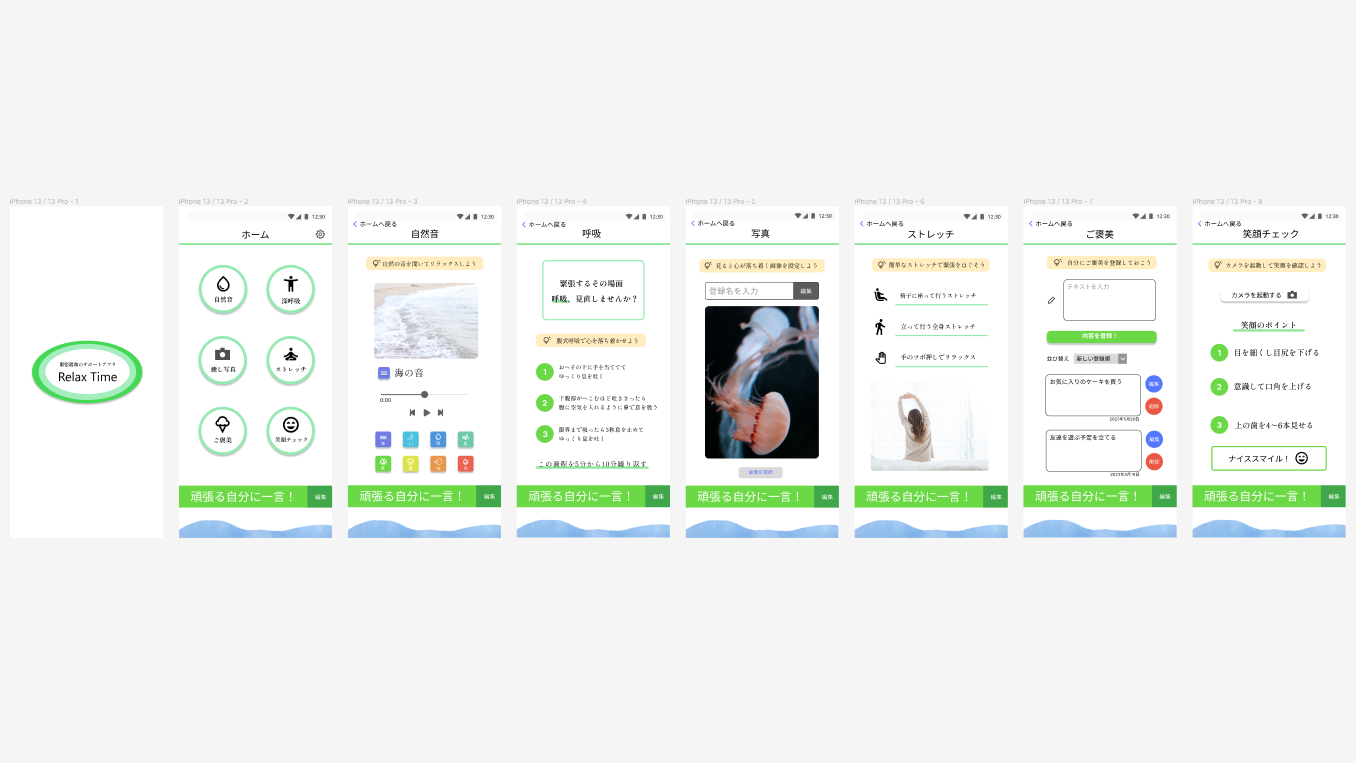 iPhone 13 / 13 Pro - 1
緊張緩和のサポートアプリ
Relax Time
iPhone 13 / 13 Pro - 2
12:30
ホーム
自然音
深呼吸
癒し写真
ストレッチ
ご褒美
笑顔チェック
頑張る自分に一言！
編集
iPhone 13 / 13 Pro - 3
12:30
ホームへ戻る
自然音
自然の音を聞いてリラックスしよう
海の音
0:00
頑張る自分に一言！
編集
iPhone 13 / 13 Pro - 4
12:30
ホームへ戻る
呼吸
緊張するその場面
呼吸、見直しませんか？
腹式呼吸で心を落ち着かせよう
1
おへその下に手を当てて
ゆっくり息を吐く
2
下腹部がへこむほど吐ききったら
腹に空気を入れるように鼻で息を吸う
3
限界まで吸ったら3秒息を止めて
ゆっくり息を吐く
この過程を5分から10分繰り返す
頑張る自分に一言！
編集
iPhone 13 / 13 Pro - 5
12:30
ホームへ戻る
写真
見ると心が落ち着く画像を設定しよう
登録名を入力
編集
頑張る自分に一言！
編集
iPhone 13 / 13 Pro - 6
12:30
ホームへ戻る
ストレッチ
簡単なストレッチで緊張をほぐそう
椅子に座って行うストレッチ
立って行う全身ストレッチ
手のツボ押しでリラックス
頑張る自分に一言！
編集
iPhone 13 / 13 Pro - 7
12:30
ホームへ戻る
ご褒美
自分にご褒美を登録しておこう
テキストを入力
内容を登録！
並び替え
新しい登録順
お気に入りのケーキを買う
編集
削除
2023年5月20日
友達を遊ぶ予定を立てる
編集
削除
2023年5月18日
頑張る自分に一言！
編集
iPhone 13 / 13 Pro - 8
12:30
ホームへ戻る
笑顔チェック
カメラを起動して笑顔を確認しよう
カメラを起動する
笑顔のポイント
1
目を細くし目尻を下げる
2
意識して口角を上げる
3
上の歯を4~6本見せる
ナイススマイル！
頑張る自分に一言！
編集